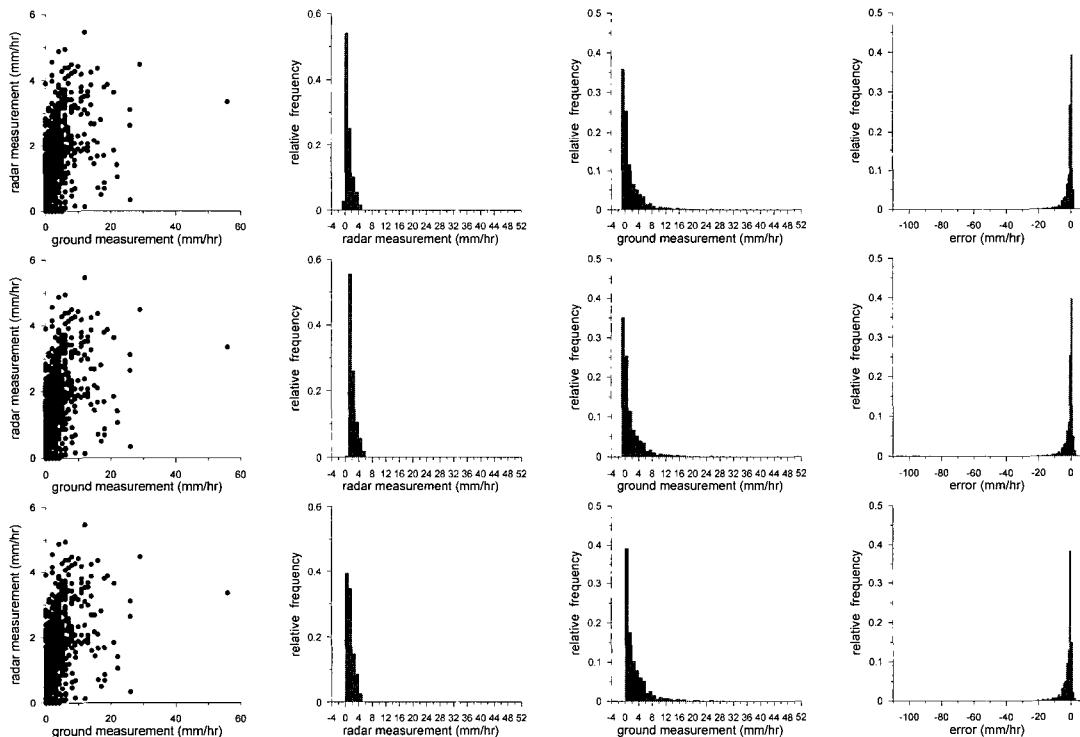 radar measurement (mm/hr)
6
4
2
0
0 20 40 60
ground measurement (mm/hr)
relative frequency
0.6
0.4
0.2
0.0
-4 0 4 8 12 16 20 24 28 32 36 40 44 48 52
radar measurement (mm/hr)
relative frequency
0.5
0.4
0.3
0.2
0.1
0
-4 0 4 8 12 16 20 24 28 32 36 40 44 48 52
ground measurement (mm/hr)
relative frequency
0.5
0.4
0.3
0.2
0.1
0
-100 -80 -60 -40 -20 0
error (mm/hr)
radar measurement (mm/hr)
6
4
2
0
0 20 40 60
ground measurement (mm/hr)
relative frequency
0.6
0.4
0.2
0.0
-4 0 4 8 12 16 20 24 28 32 36 40 44 48 52
radar measurement (mm/hr)
relative frequency
0.5
0.4
0.3
0.2
0.1
0
-4 0 4 8 12 16 20 24 28 32 36 40 44 48 52
ground measurement (mm/hr)
relative frequency
0.5
0.4
0.3
0.2
0.1
0
-100 -80 -60 -40 -20 0
error (mm/hr)
radar measurement (mm/hr)
6
4
2
0
0 20 40 60
ground measurement (mm/hr)
relative frequency
0.6
0.4
0.2
0.0
-4 0 4 8 12 16 20 24 28 32 36 40 44 48 52
radar measurement (mm/hr)
relative frequency
0.5
0.4
0.3
0.2
0.1
0
-4 0 4 8 12 16 20 24 28 32 36 40 44 48 52
ground measurement (mm/hr)
relative frequency
0.5
0.4
0.3
0.2
0.1
0
-100 -80 -60 -40 -20 0
error (mm/hr)